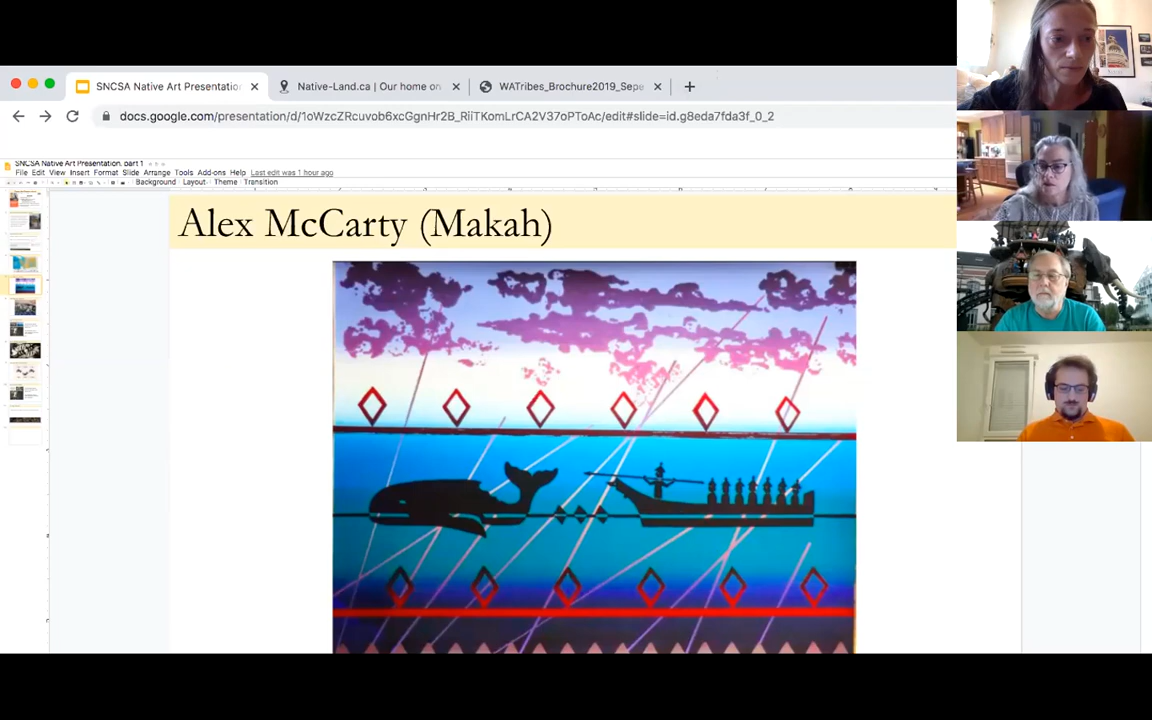 SNCSA Native Art Presentation
Native-Land.ca | Our home on
WATribes_Brochure2019_Sepe
docs.google.com/presentation/d/1oWzcZRcuvob6xcGgnHr2B_RiiTKomLrCA2V37oPToAc/edit#slide=id.g8eda7fda3f_0_2
SNCSA Native Art Presentation, part 1
File Edit View Insert Format Slide Arrange Tools Add-ons Help Last edit was 1 hour ago
Background Layout Theme Transition
Alex McCarty (Makah)